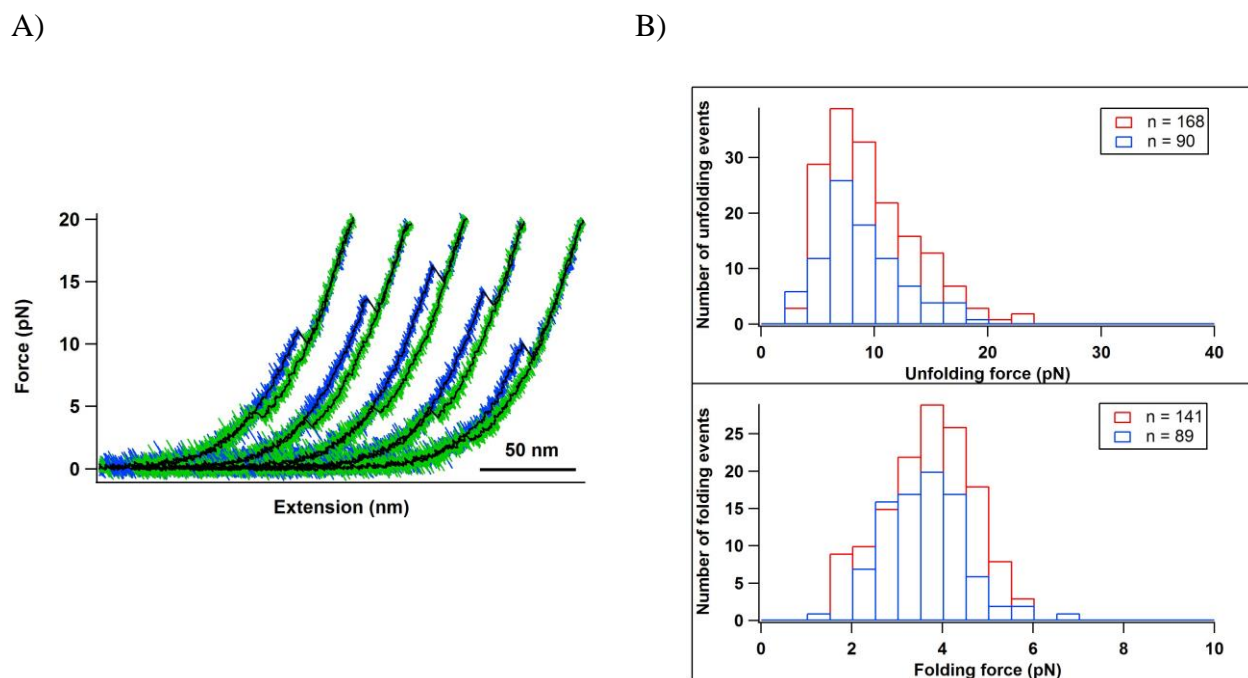 A)
B)
Force (pN)
20
15
10
5
0
50 nm
Extension (nm)
Number of unfolding events
30
20
10
0
n = 168
n = 90
0 10 20 30 40
Unfolding force (pN)
Number of folding events
25
20
15
10
5
0
n = 141
n = 89
0 2 4 6 8 10
Folding force (pN)